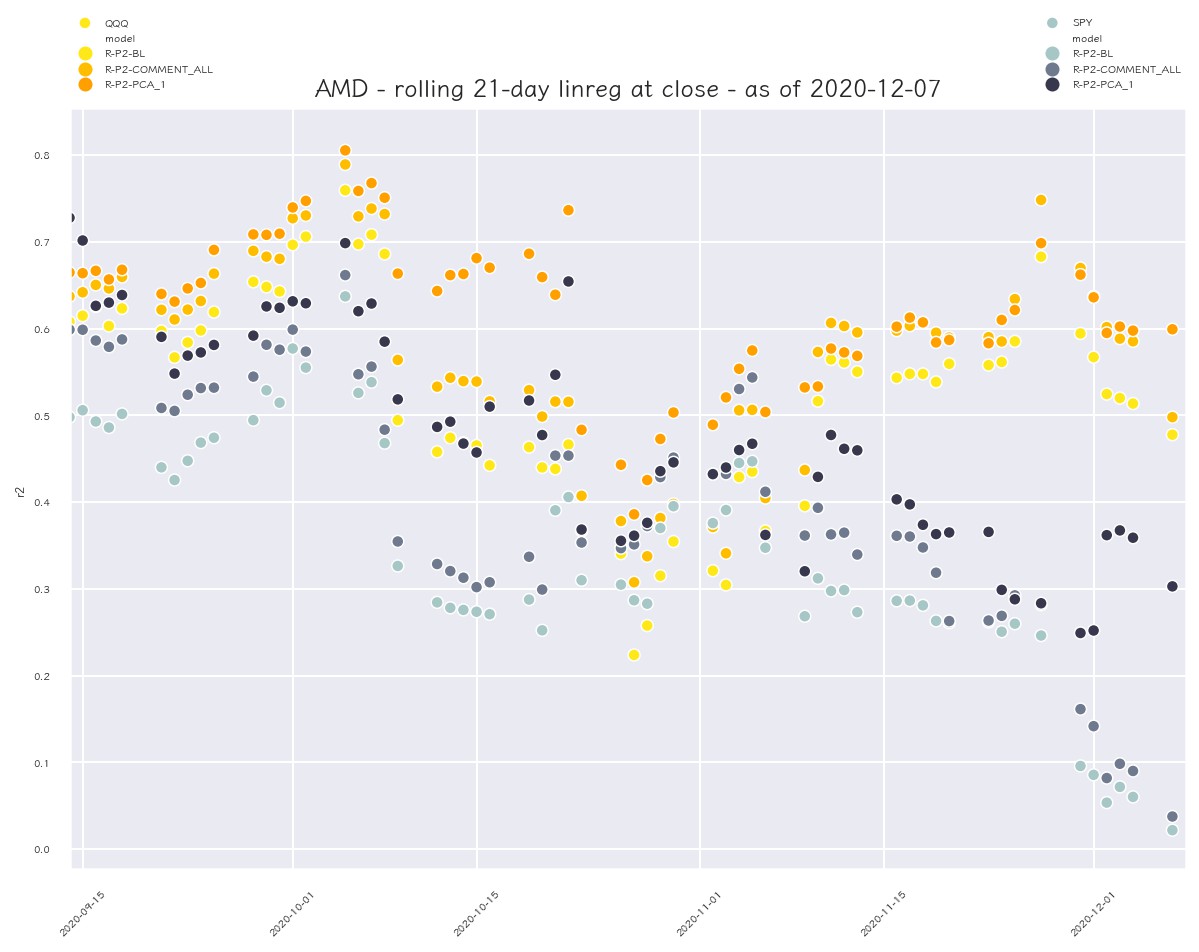 QQQ
model
R-P2-BL
R-P2-COMMENT_ALL
R-P2-PCA_1
SPY
model
R-P2-BL
R-P2-COMMENT_ALL
R-P2-PCA_1
AMD - rolling 21-day linreg at close - as of 2020-12-07
r2
0.8
0.7
0.6
0.5
0.4
0.3
0.2
0.1
0.0
2020-09-15
2020-10-01
2020-10-15
2020-11-01
2020-11-15
2020-12-01